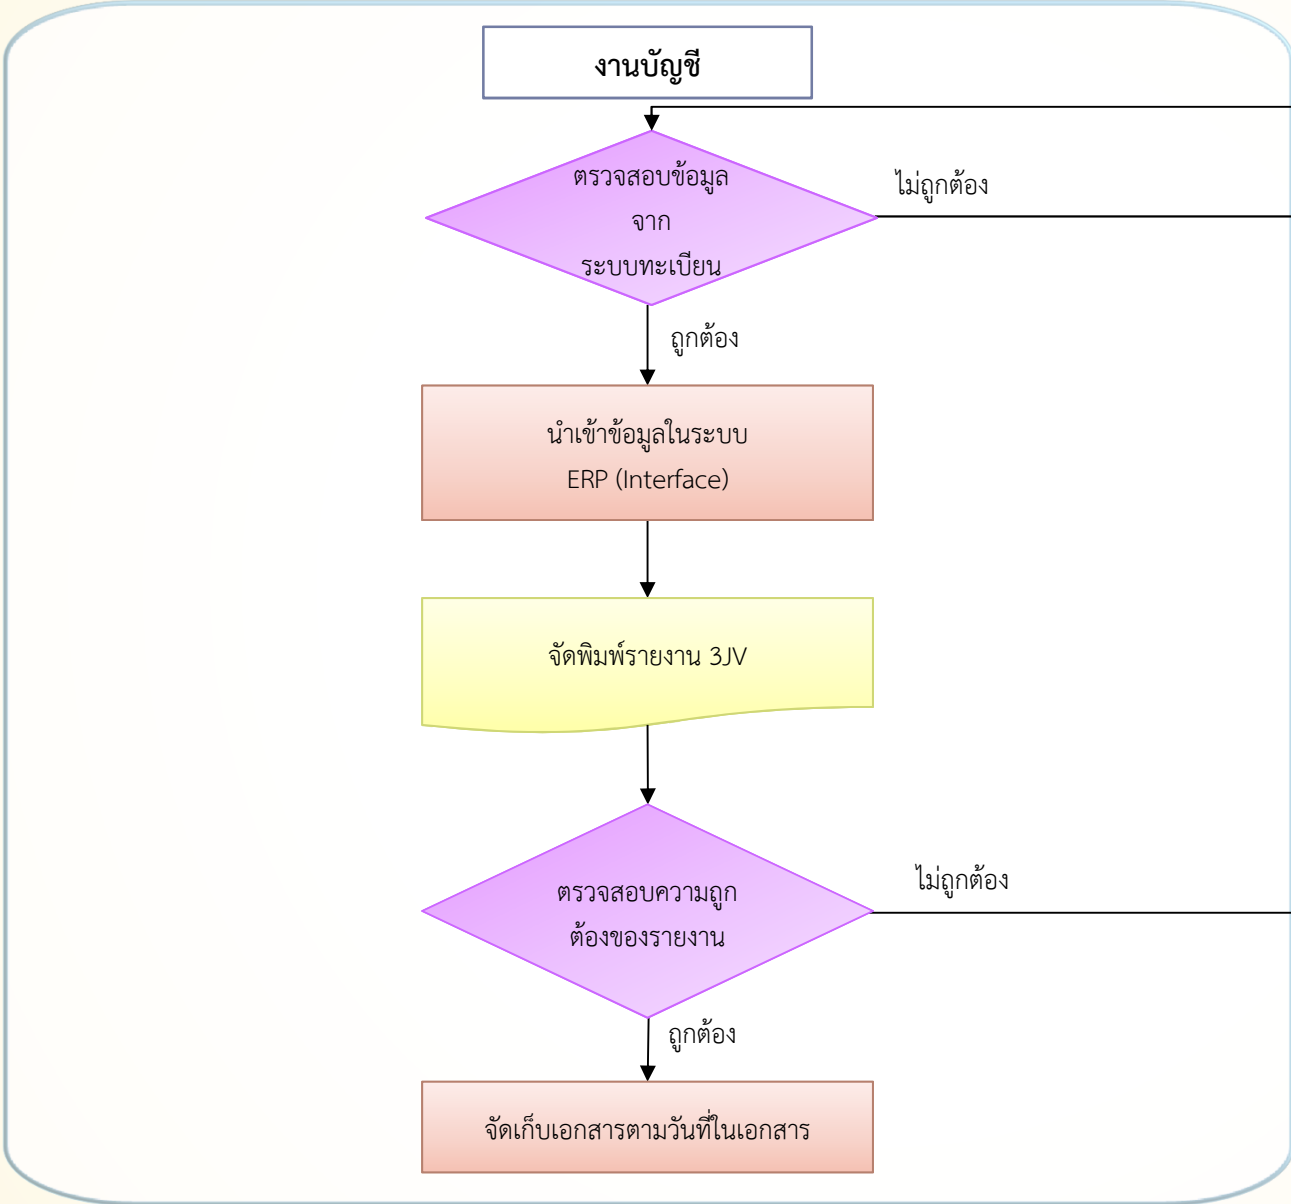 งานบัญชี
ตรวจสอบข้อมูล
จาก
ระบบทะเบียน
ไม่ถูกต้อง
ถูกต้อง
นำเข้าข้อมูลในระบบ
ERP (Interface)
จัดพิมพ์รายงาน 3JV
ตรวจสอบความถูก
ต้องของรายงาน
ไม่ถูกต้อง
ถูกต้อง
จัดเก็บเอกสารตามวันที่ในเอกสาร